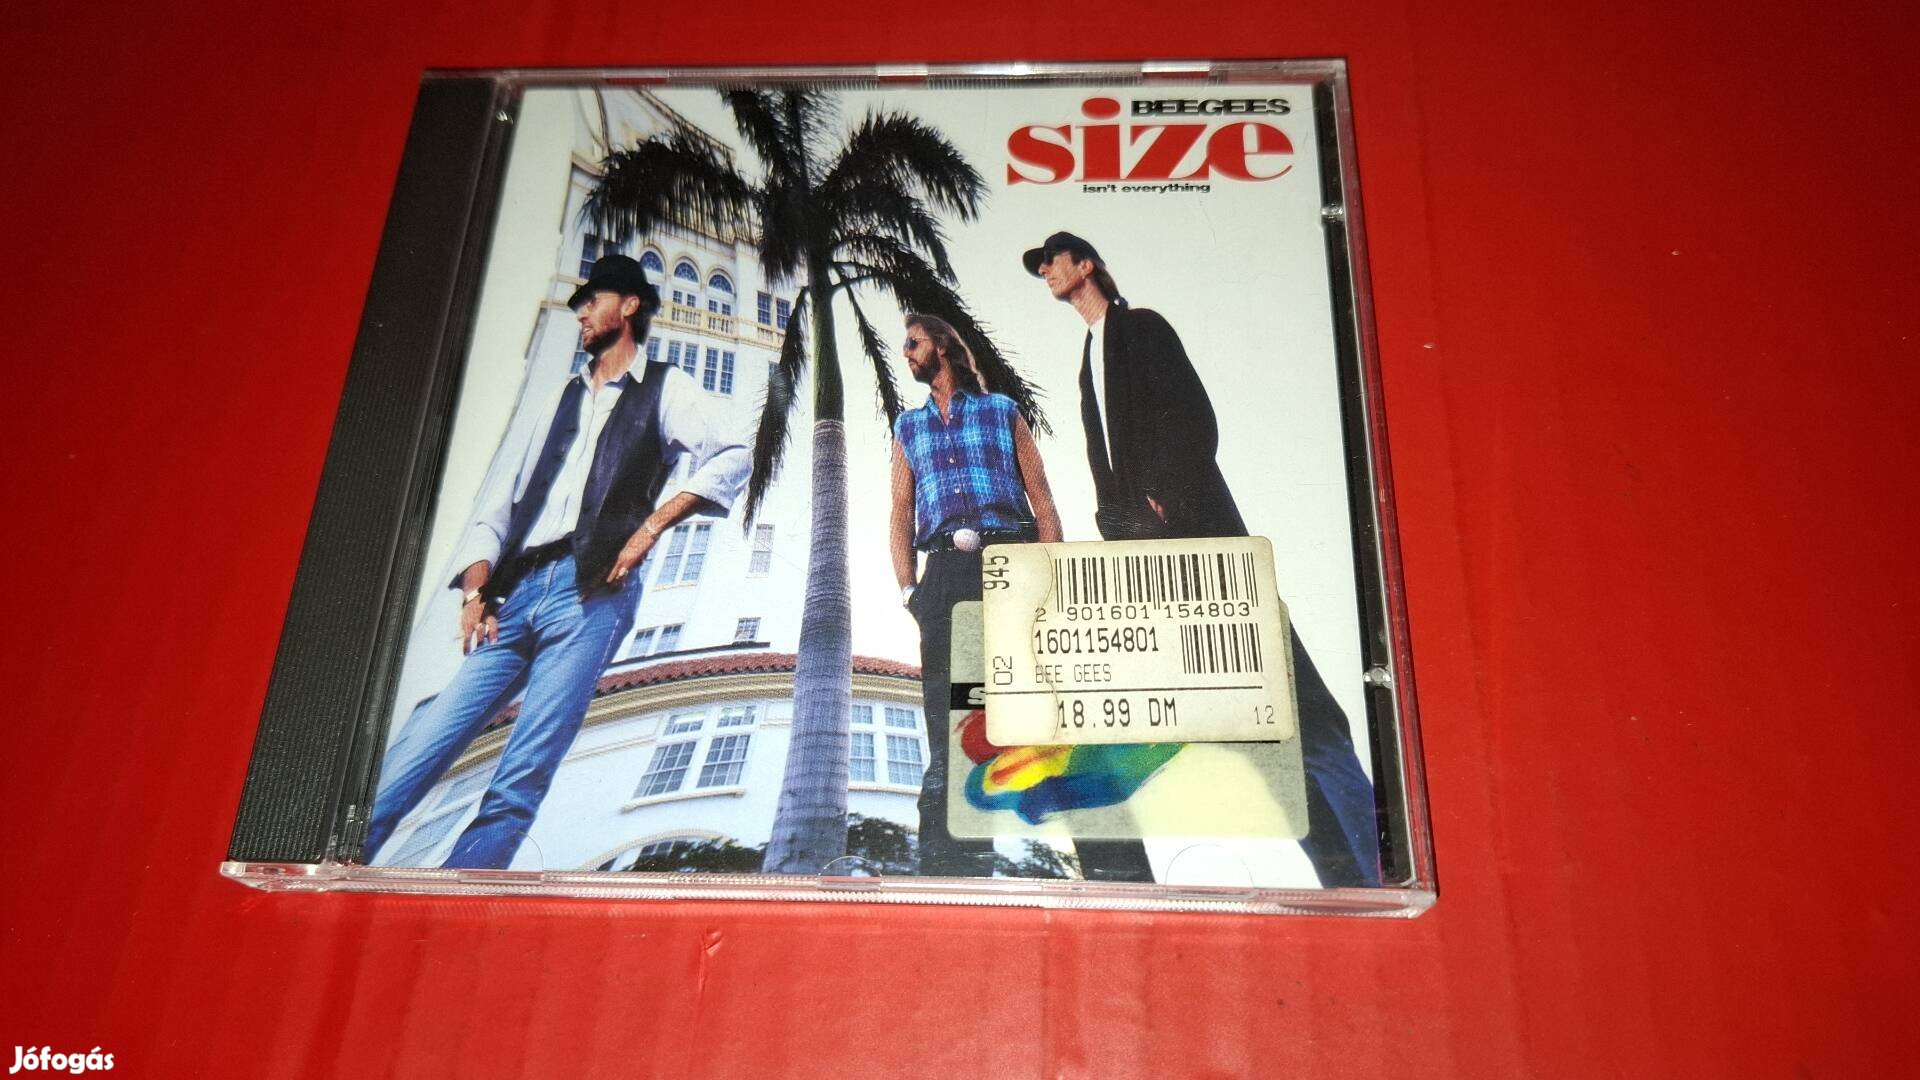 BEEGEES
size
isn't everything
945
2 901601 154803
1601154801
02
BEE GEES
18.99 DM
12
Jófogás